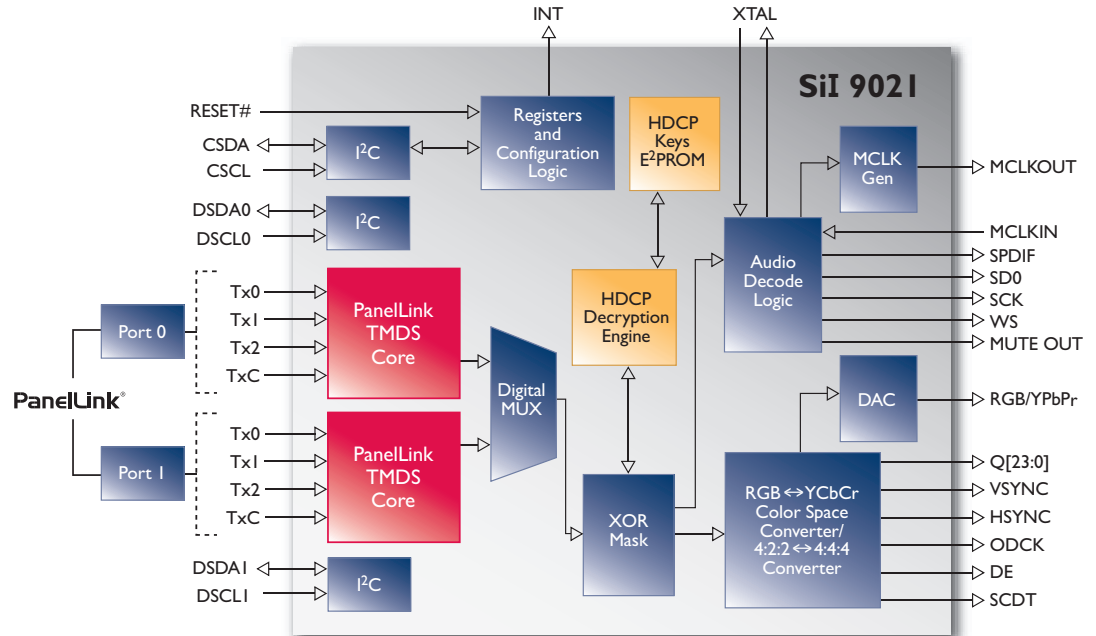 INT
XTAL
SiI 9021
RESET#
CSDA
CSCL
I²C
Registers
and
Configuration
Logic
HDCP
Keys
E²PROM
MCLK
Gen
MCLKOUT
DSDA0
DSCL0
I²C
Audio
Decode
Logic
MCLKIN
SPDIF
SD0
SCK
WS
MUTE OUT
Port 0
Tx0
Tx1
Tx2
TxC
PanelLink
TMDS
Core
HDCP
Decryption
Engine
PanelLink®
Digital
MUX
DAC
RGB/YPbPr
Port 1
Tx0
Tx1
Tx2
TxC
PanelLink
TMDS
Core
XOR
Mask
RGB↔YCbCr
Color Space
Converter/
4:2:2↔4:4:4
Converter
Q[23:0]
VSYNC
HSYNC
ODCK
DE
SCDT
DSDA1
DSCL1
I²C